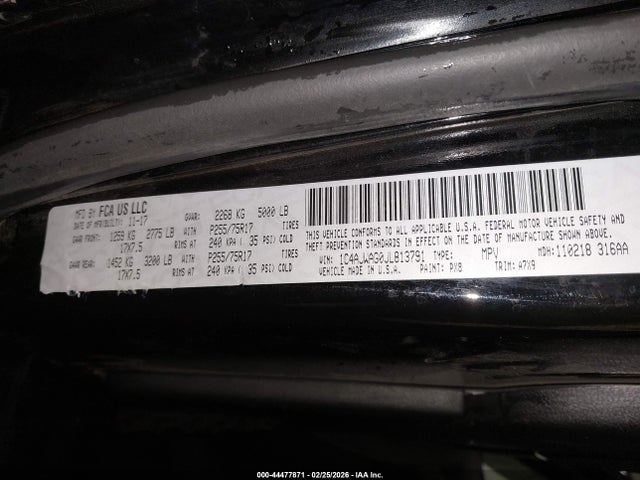 MFD BY FCA US LLC
DATE OF MFR/BUILT: 11-17 GVWR: 2268 KG 5000 LB
GAWR FRONT: 1259 KG 2775 LB WITH P255/75R17 TIRES
17X7.5 RIMS AT 240 KPA ( 35 PSI) COLD
GAWR REAR: 1452 KG 3200 LB WITH P255/75R17 TIRES
17X7.5 RIMS AT 240 KPA ( 35 PSI) COLD
THIS VEHICLE CONFORMS TO ALL APPLICABLE U.S.A. FEDERAL MOTOR VEHICLE SAFETY AND
THEFT PREVENTION STANDARDS IN EFFECT ON THE DATE OF MANUFACTURE SHOWN ABOVE.
VIN: 1C4AJWAG0JL813791 TYPE: MPV MDH: 110218 316AA
VEHICLE MADE IN U.S.A. PAINT: PX8 TRIM: A7X9
000-44477871 - 02/25/2026 - IAA Inc.